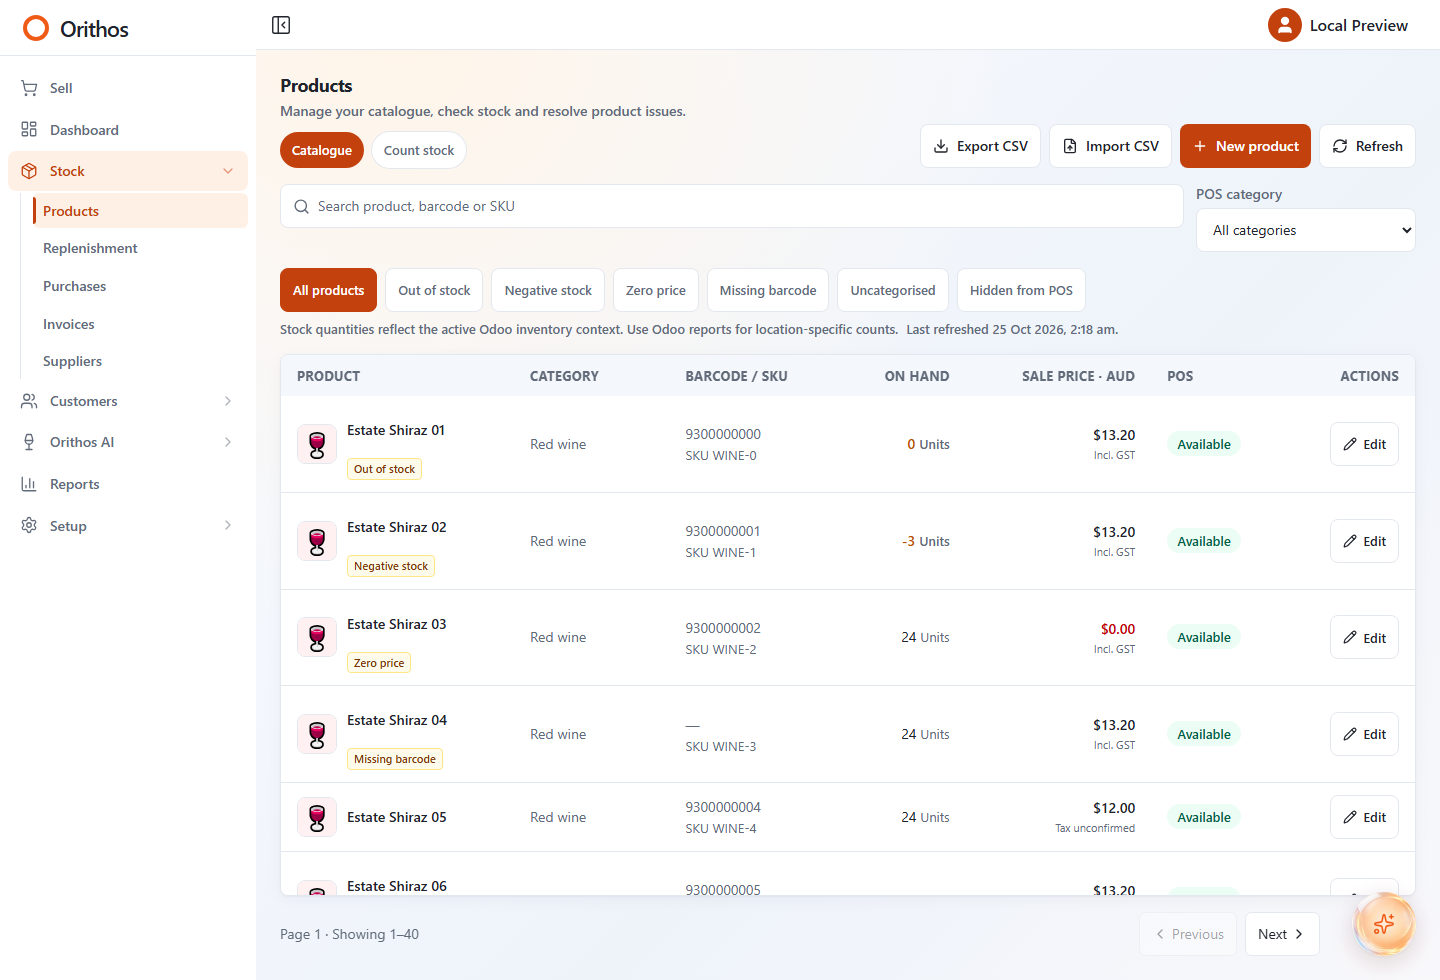 Orithos
Local Preview
Sell
Dashboard
Stock
Products
Replenishment
Purchases
Invoices
Suppliers
Customers
Orithos AI
Reports
Setup
Products
Manage your catalogue, check stock and resolve product issues.
Catalogue
Count stock
Export CSV
Import CSV
New product
Refresh
Search product, barcode or SKU
POS category
All categories
All products
Out of stock
Negative stock
Zero price
Missing barcode
Uncategorised
Hidden from POS
Stock quantities reflect the active Odoo inventory context. Use Odoo reports for location-specific counts. Last refreshed 25 Oct 2026, 2:18 am.
PRODUCT CATEGORY BARCODE / SKU ON HAND SALE PRICE · AUD POS ACTIONS
Estate Shiraz 01
Out of stock
Red wine
9300000000
SKU WINE-0
0 Units
$13.20
Incl. GST
Available
Edit
Estate Shiraz 02
Negative stock
Red wine
9300000001
SKU WINE-1
-3 Units
$13.20
Incl. GST
Available
Edit
Estate Shiraz 03
Zero price
Red wine
9300000002
SKU WINE-2
24 Units
$0.00
Incl. GST
Available
Edit
Estate Shiraz 04
Missing barcode
Red wine
—
SKU WINE-3
24 Units
$13.20
Incl. GST
Available
Edit
Estate Shiraz 05
Red wine
9300000004
SKU WINE-4
24 Units
$12.00
Tax unconfirmed
Available
Edit
Estate Shiraz 06
9300000005
$13.20
Page 1 · Showing 1–40
Previous
Next